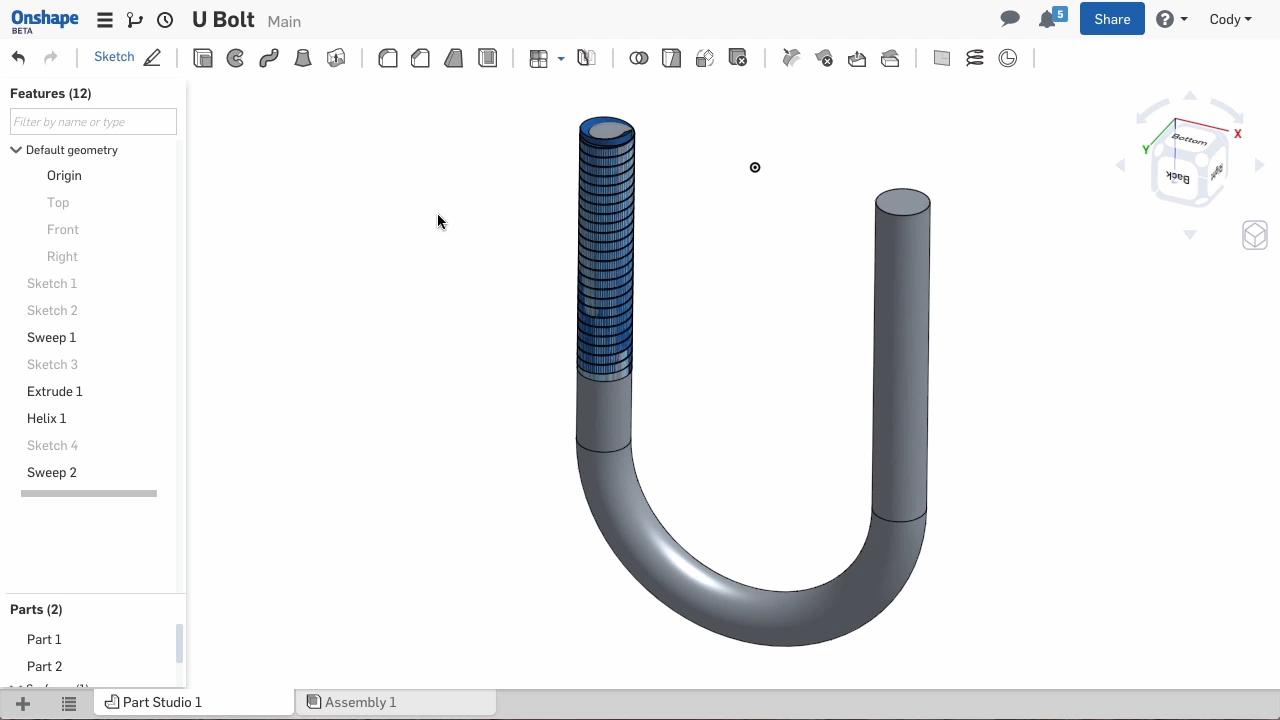 Onshape
BETA
U Bolt Main
5
Share
Cody
Sketch
Features (12)
Filter by name or type
Default geometry
Origin
Top
Front
Right
Sketch 1
Sketch 2
Sweep 1
Sketch 3
Extrude 1
Helix 1
Sketch 4
Sweep 2
Bottom
Back
X
Y
Parts (2)
Part 1
Part 2
Part Studio 1
Assembly 1